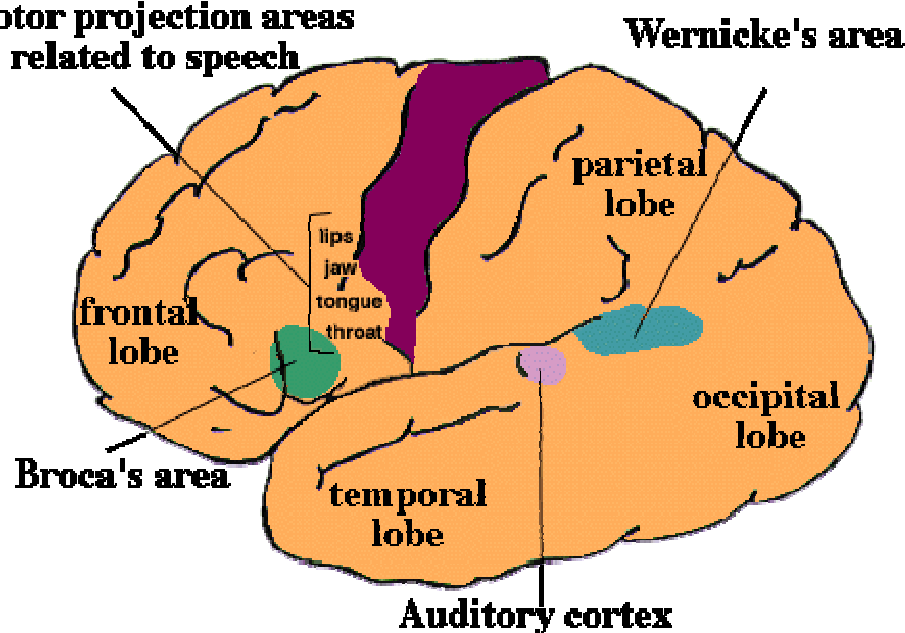 otor projection areas
related to speech
Wernicke's area
parietal
lobe
lips
jaw
tongue
throat
frontal
lobe
occipital
lobe
Broca's area
temporal
lobe
Auditory cortex